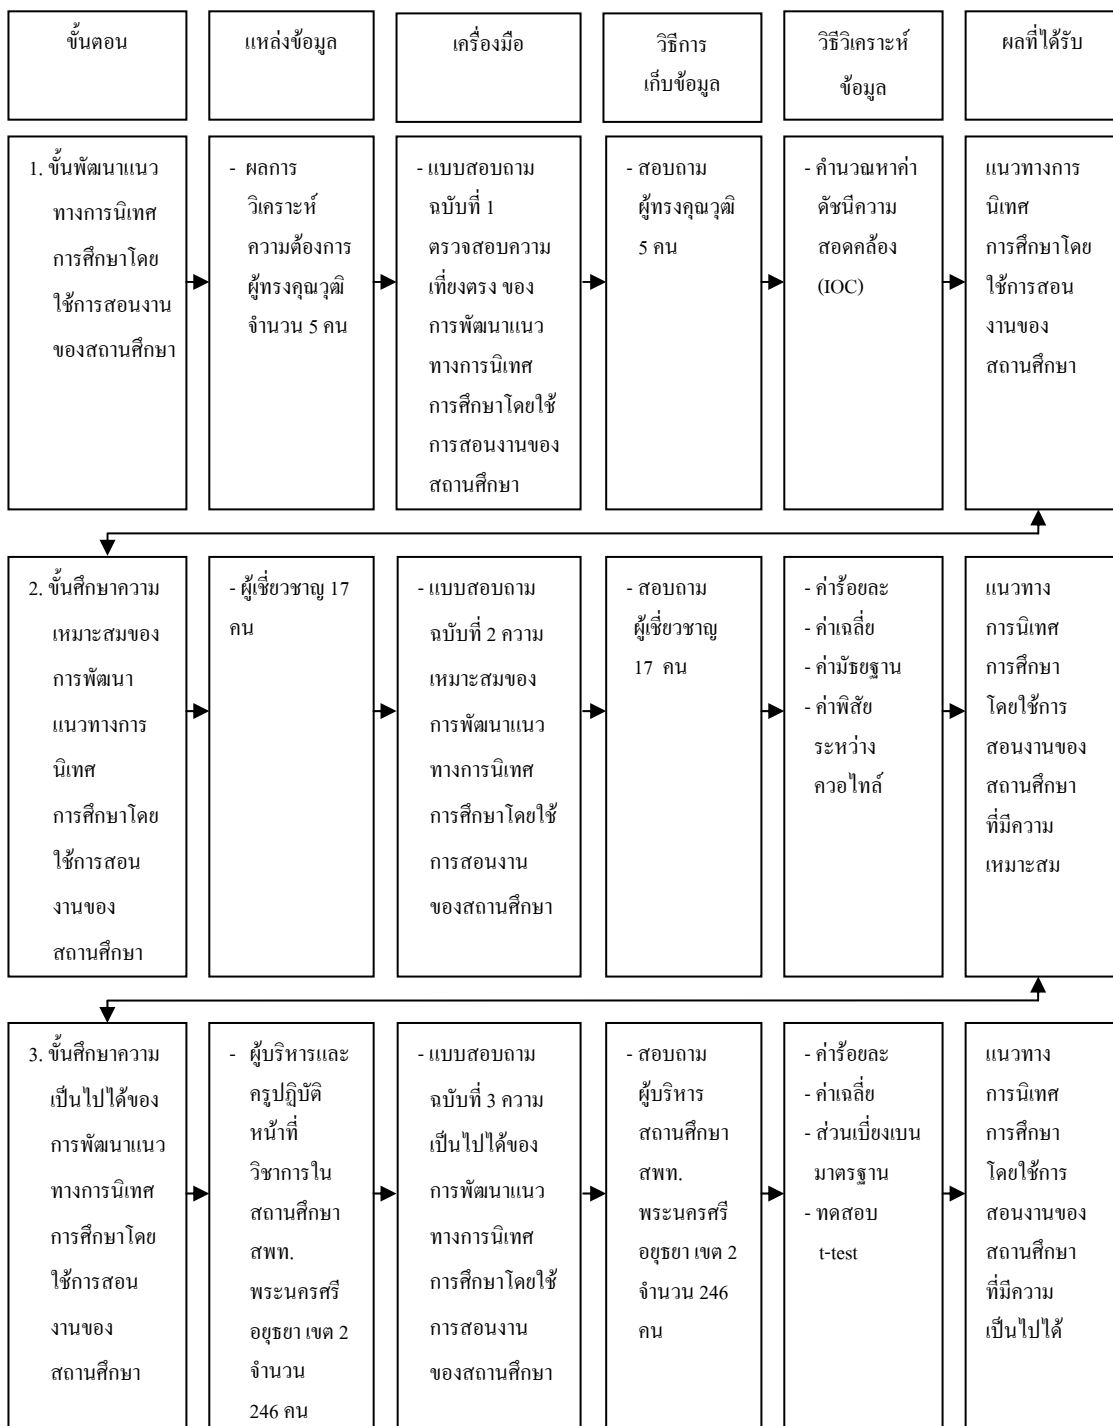 ขั้นตอน
แหล่งข้อมูล
เครื่องมือ
วิธีการ
เก็บข้อมูล
วิธีวิเคราะห์
ข้อมูล
ผลที่ได้รับ
1. ขั้นพัฒนาแนว
ทางการนิเทศ
การศึกษาโดย
ใช้การสอนงาน
ของสถานศึกษา
- ผลการ
วิเคราะห์
ความต้องการ
ผู้ทรงคุณวุฒิ
จำนวน 5 คน
- แบบสอบถาม
ฉบับที่ 1
ตรวจสอบความ
เที่ยงตรง ของ
การพัฒนาแนว
ทางการนิเทศ
การศึกษาโดยใช้
การสอนงานของ
สถานศึกษา
- สอบถาม
ผู้ทรงคุณวุฒิ
5 คน
- คำนวณหาค่า
ดัชนีความ
สอดคล้อง
(IOC)
แนวทางการ
นิเทศ
การศึกษาโดย
ใช้การสอน
งานของ
สถานศึกษา
2. ขั้นศึกษาความ
เหมาะสมของ
การพัฒนา
แนวทางการ
นิเทศ
การศึกษาโดย
ใช้การสอน
งานของ
สถานศึกษา
- ผู้เชี่ยวชาญ 17
คน
- แบบสอบถาม
ฉบับที่ 2 ความ
เหมาะสมของ
การพัฒนาแนว
ทางการนิเทศ
การศึกษาโดยใช้
การสอนงาน
ของสถานศึกษา
- สอบถาม
ผู้เชี่ยวชาญ
17 คน
- ค่าร้อยละ
- ค่าเฉลี่ย
- ค่ามัธยฐาน
- ค่าพิสัย
ระหว่าง
ควอไทล์
แนวทาง
การนิเทศ
การศึกษา
โดยใช้การ
สอนงานของ
สถานศึกษา
ที่มีความ
เหมาะสม
3. ขั้นศึกษาความ
เป็นไปได้ของ
การพัฒนาแนว
ทางการนิเทศ
การศึกษาโดย
ใช้การสอน
งานของ
สถานศึกษา
- ผู้บริหารและ
ครูปฏิบัติ
หน้าที่
วิชาการใน
สถานศึกษา
สพท.
พระนครศรี
อยุธยา เขต 2
จำนวน
246 คน
- แบบสอบถาม
ฉบับที่ 3 ความ
เป็นไปได้ของ
การพัฒนาแนว
ทางการนิเทศ
การศึกษาโดยใช้
การสอนงาน
ของสถานศึกษา
- สอบถาม
ผู้บริหาร
สถานศึกษา
สพท.
พระนครศรี
อยุธยา เขต 2
จำนวน 246
คน
- ค่าร้อยละ
- ค่าเฉลี่ย
- ส่วนเบี่ยงเบน
มาตรฐาน
- ทดสอบ
t-test
แนวทาง
การนิเทศ
การศึกษา
โดยใช้การ
สอนงานของ
สถานศึกษา
ที่มีความ
เป็นไปได้